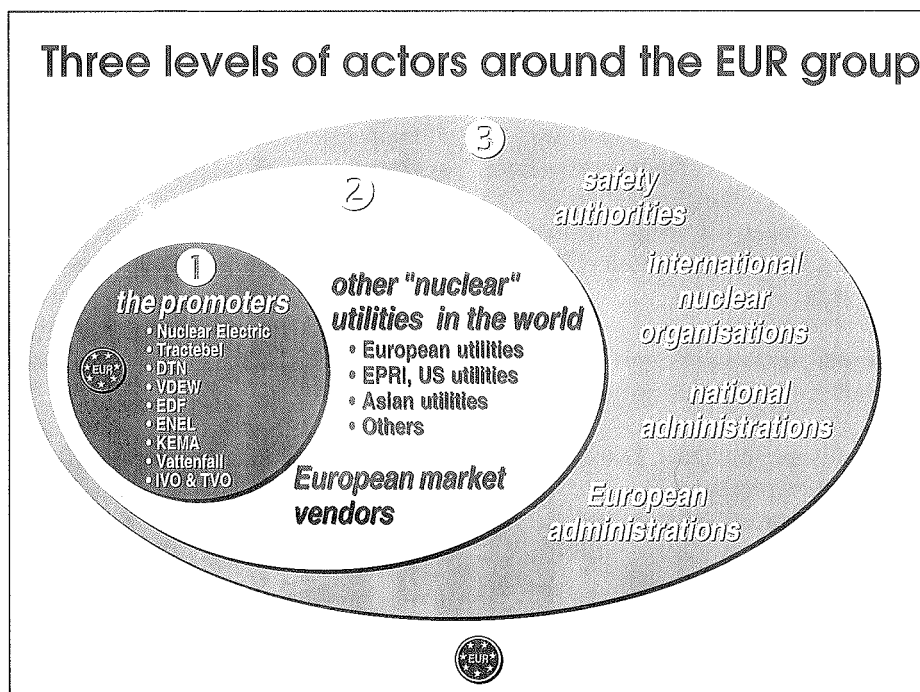 Three levels of actors around the EUR group
3
2
1
the promoters
• Nuclear Electric
• Tractebel
• DTN
• VDEW
• EDF
• ENEL
• KEMA
• Vattenfall
• IVO & TVO
EUR
other "nuclear"
utilities in the world
• European utilities
• EPRI, US utilities
• Asian utilities
• Others
European market
vendors
safety
authorities
international
nuclear
organisations
national
administrations
European
administrations
EUR